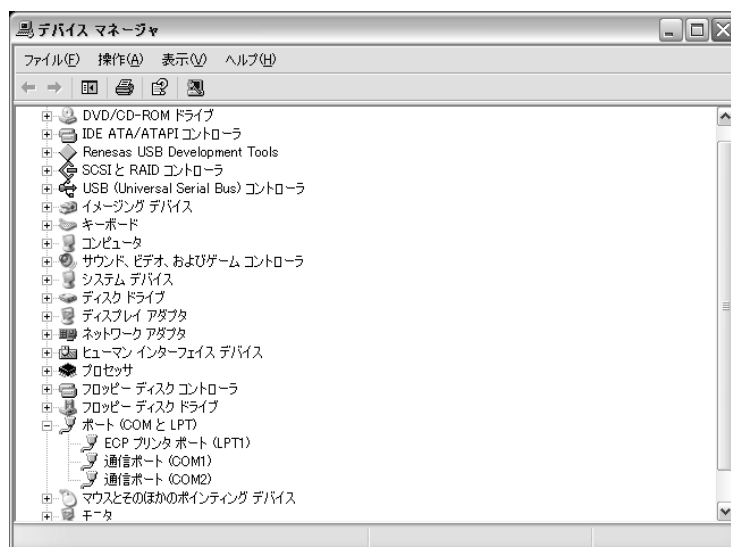 デバイス マネージャ
ファイル(F) 操作(A) 表示(V) ヘルプ(H)
DVD/CD-ROM ドライブ
IDE ATA/ATAPI コントローラ
Renesas USB Development Tools
SCSI と RAID コントローラ
USB (Universal Serial Bus) コントローラ
イメージング デバイス
キーボード
コンピュータ
サウンド、ビデオ、およびゲーム コントローラ
システム デバイス
ディスク ドライブ
ディスプレイ アダプタ
ネットワーク アダプタ
ヒューマン インターフェイス デバイス
プロセッサ
フロッピー ディスク コントローラ
フロッピー ディスク ドライブ
ポート (COM と LPT)
ECP プリンタ ポート (LPT1)
通信ポート (COM1)
通信ポート (COM2)
マウスとそのほかのポインティング デバイス
モニタ